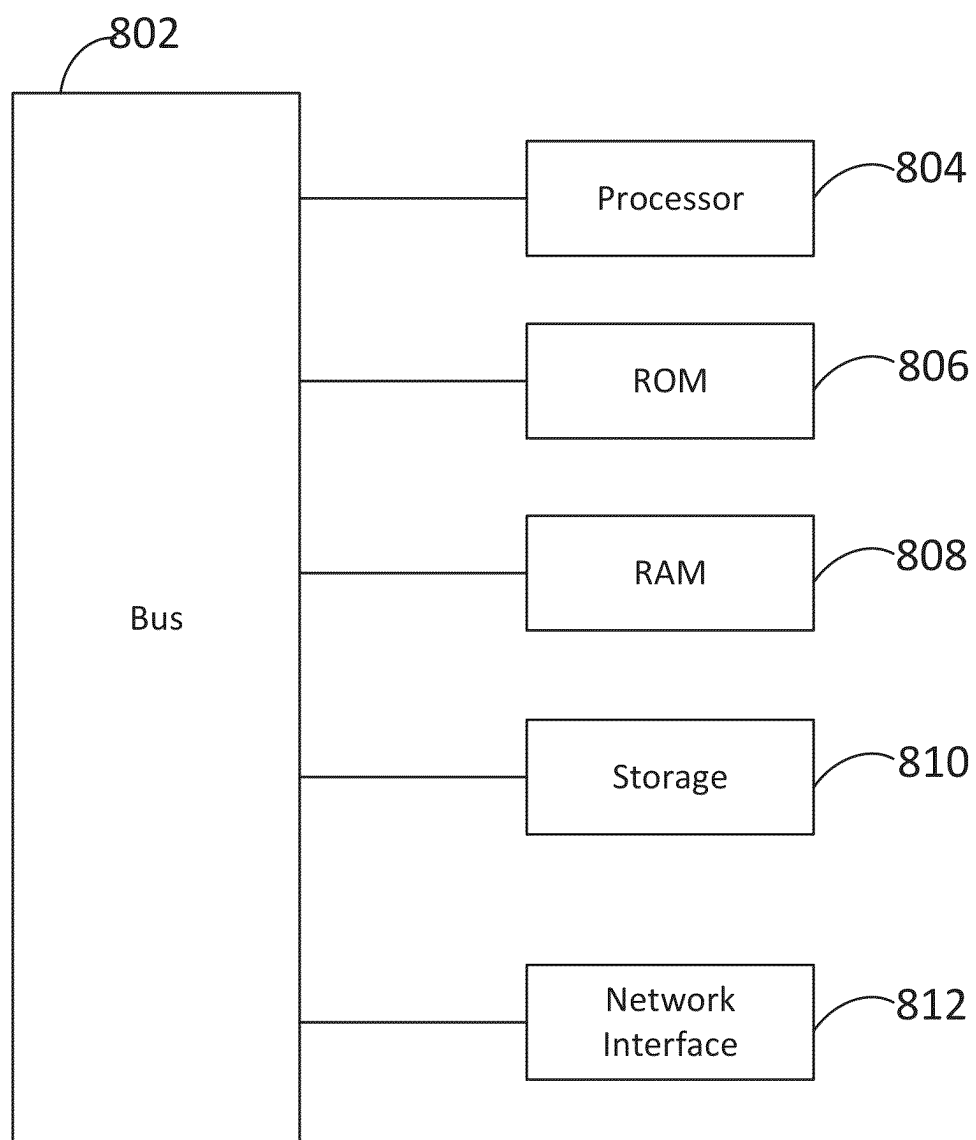 802
Processor
804
ROM
806
RAM
808
Bus
Storage
810
Network
Interface
812